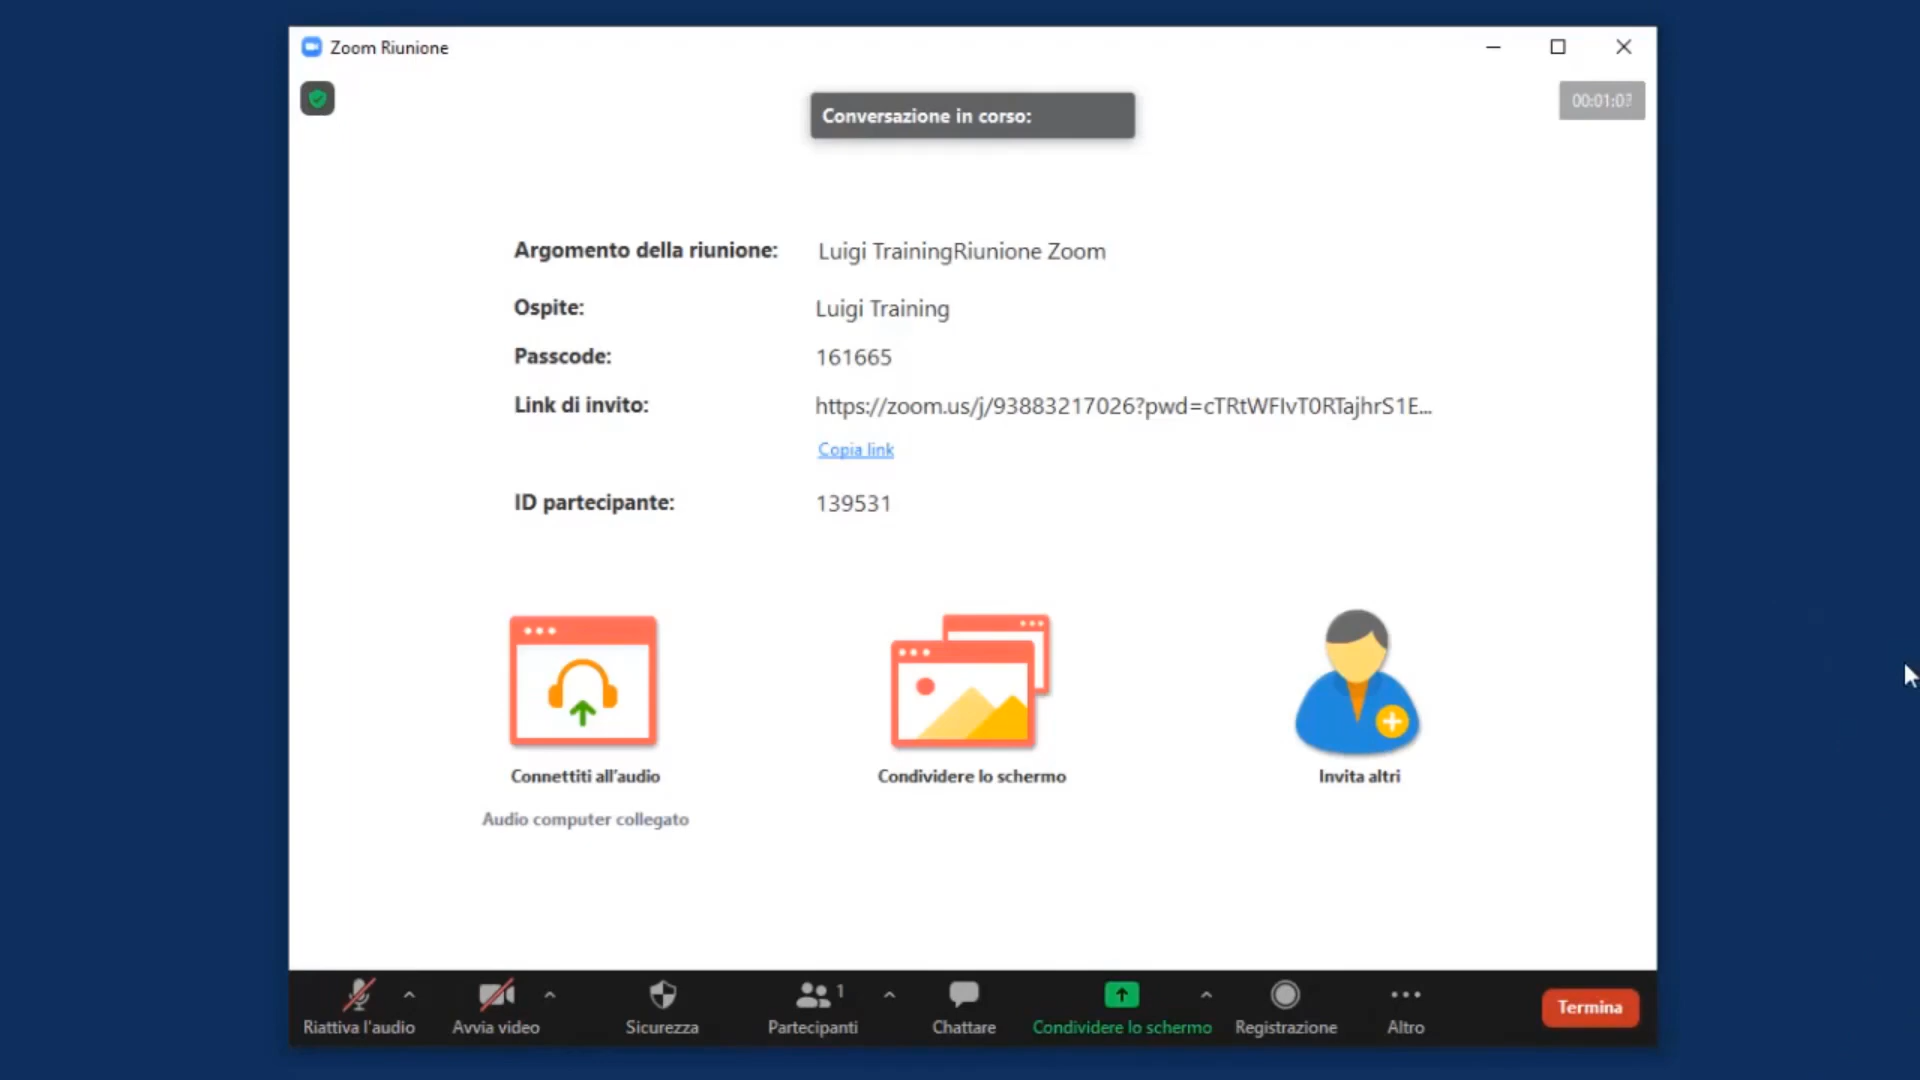 Zoom Riunione
Conversazione in corso:
Argomento della riunione: Luigi TrainingRiunione Zoom
Ospite: Luigi Training
Passcode: 161665
Link di invito: https://zoom.us/j/93883217026?pwd=cTRtWFIvT0RTajhrS1E...
Copia link
ID partecipante: 139531
Connettiti all'audio
Condividere lo schermo
Invita altri
Audio computer collegato
1
Riattiva l'audio
Avvia video
Sicurezza
Partecipanti
Chattare
Condividere lo schermo
Registrazione
Altro
Termina